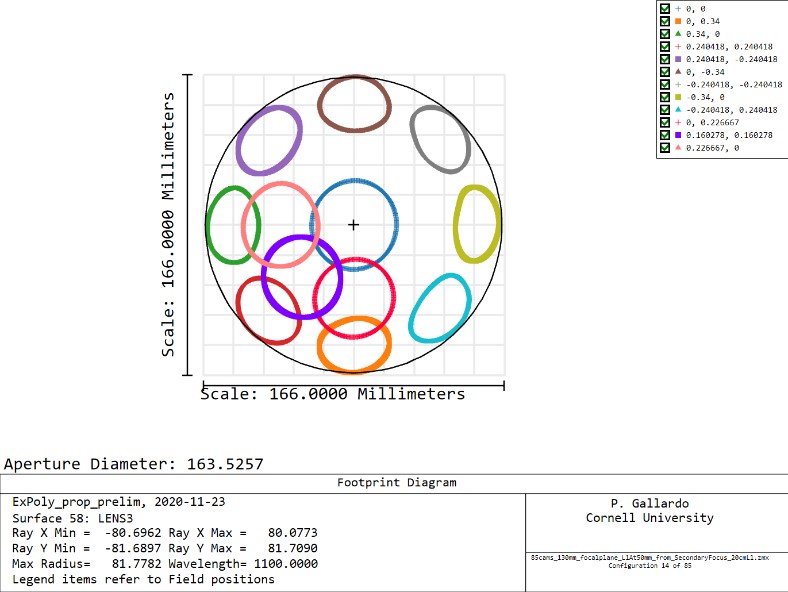 0, 0
0, 0.34
0.34, 0
0.240418, 0.240418
0.240418, -0.240418
0, -0.34
-0.240418, -0.240418
-0.34, 0
-0.240418, 0.240418
0, 0.226667
0.160278, 0.160278
0.226667, 0
Scale: 166.0000 Millimeters
Scale: 166.0000 Millimeters
Aperture Diameter: 163.5257
Footprint Diagram
ExPoly_prop_prelim, 2020-11-23
Surface 58: LENS3
Ray X Min = -80.6962 Ray X Max = 80.0773
Ray Y Min = -81.6897 Ray Y Max = 81.7090
Max Radius= 81.7782 Wavelength= 1100.0000
Legend items refer to Field positions
P. Gallardo
Cornell University
85cams_130mm_focalplane_L1At50mm_from_SecondaryFocus_20cmLl.zmx
Configuration 14 of 85